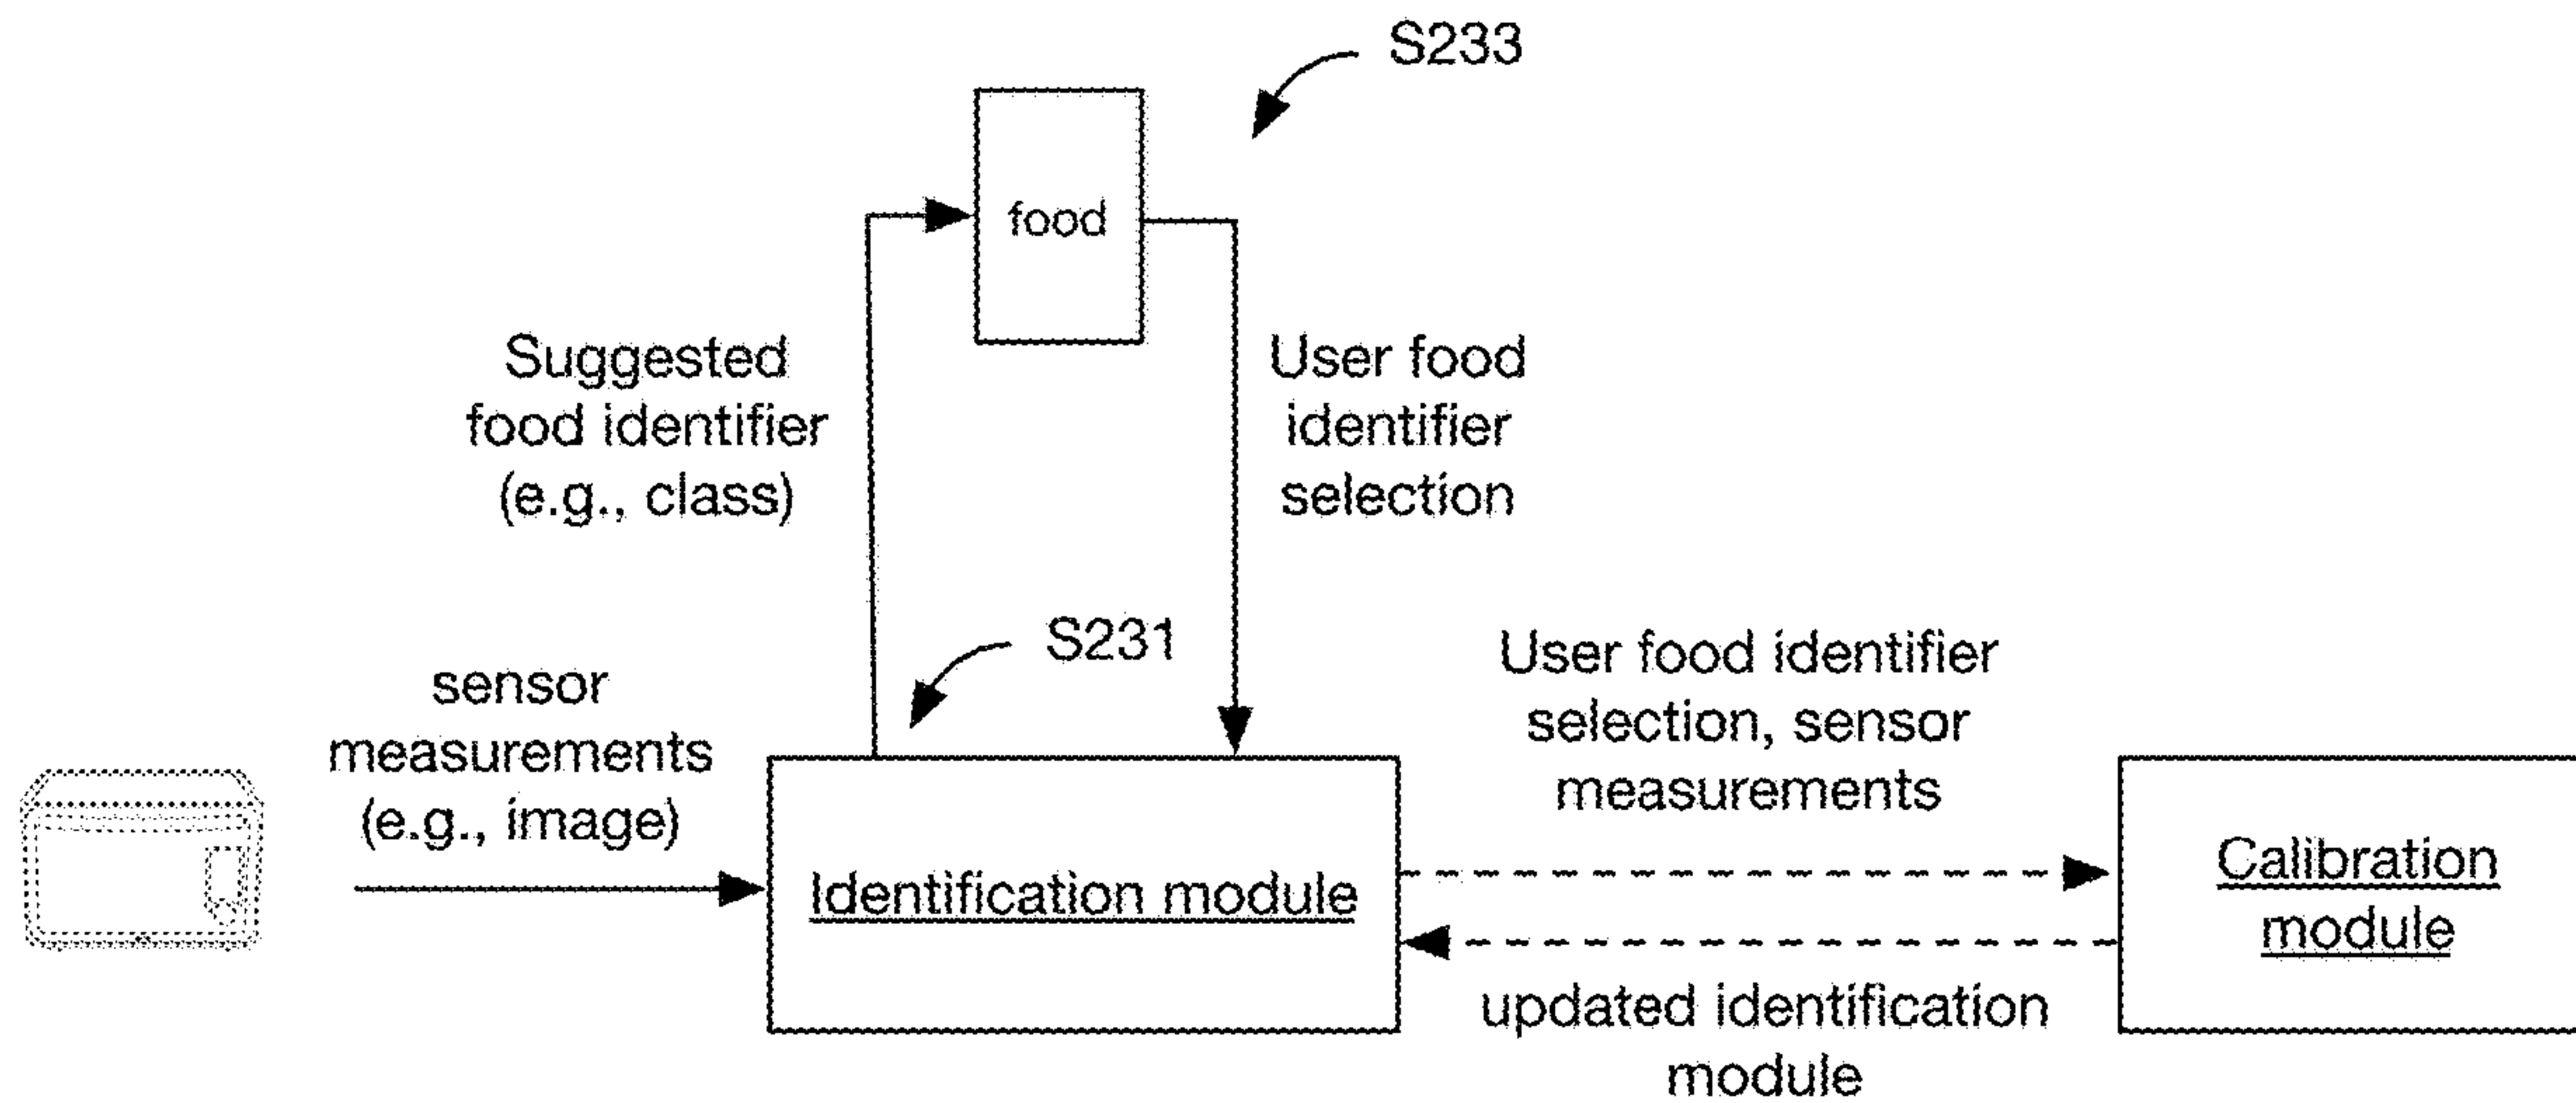 S233
food
Suggested
food identifier
(e.g., class)
User food
identifier
selection
S231
sensor
measurements
(e.g., image)
User food identifier
selection, sensor
measurements
Identification module
Calibration
module
updated identification
module